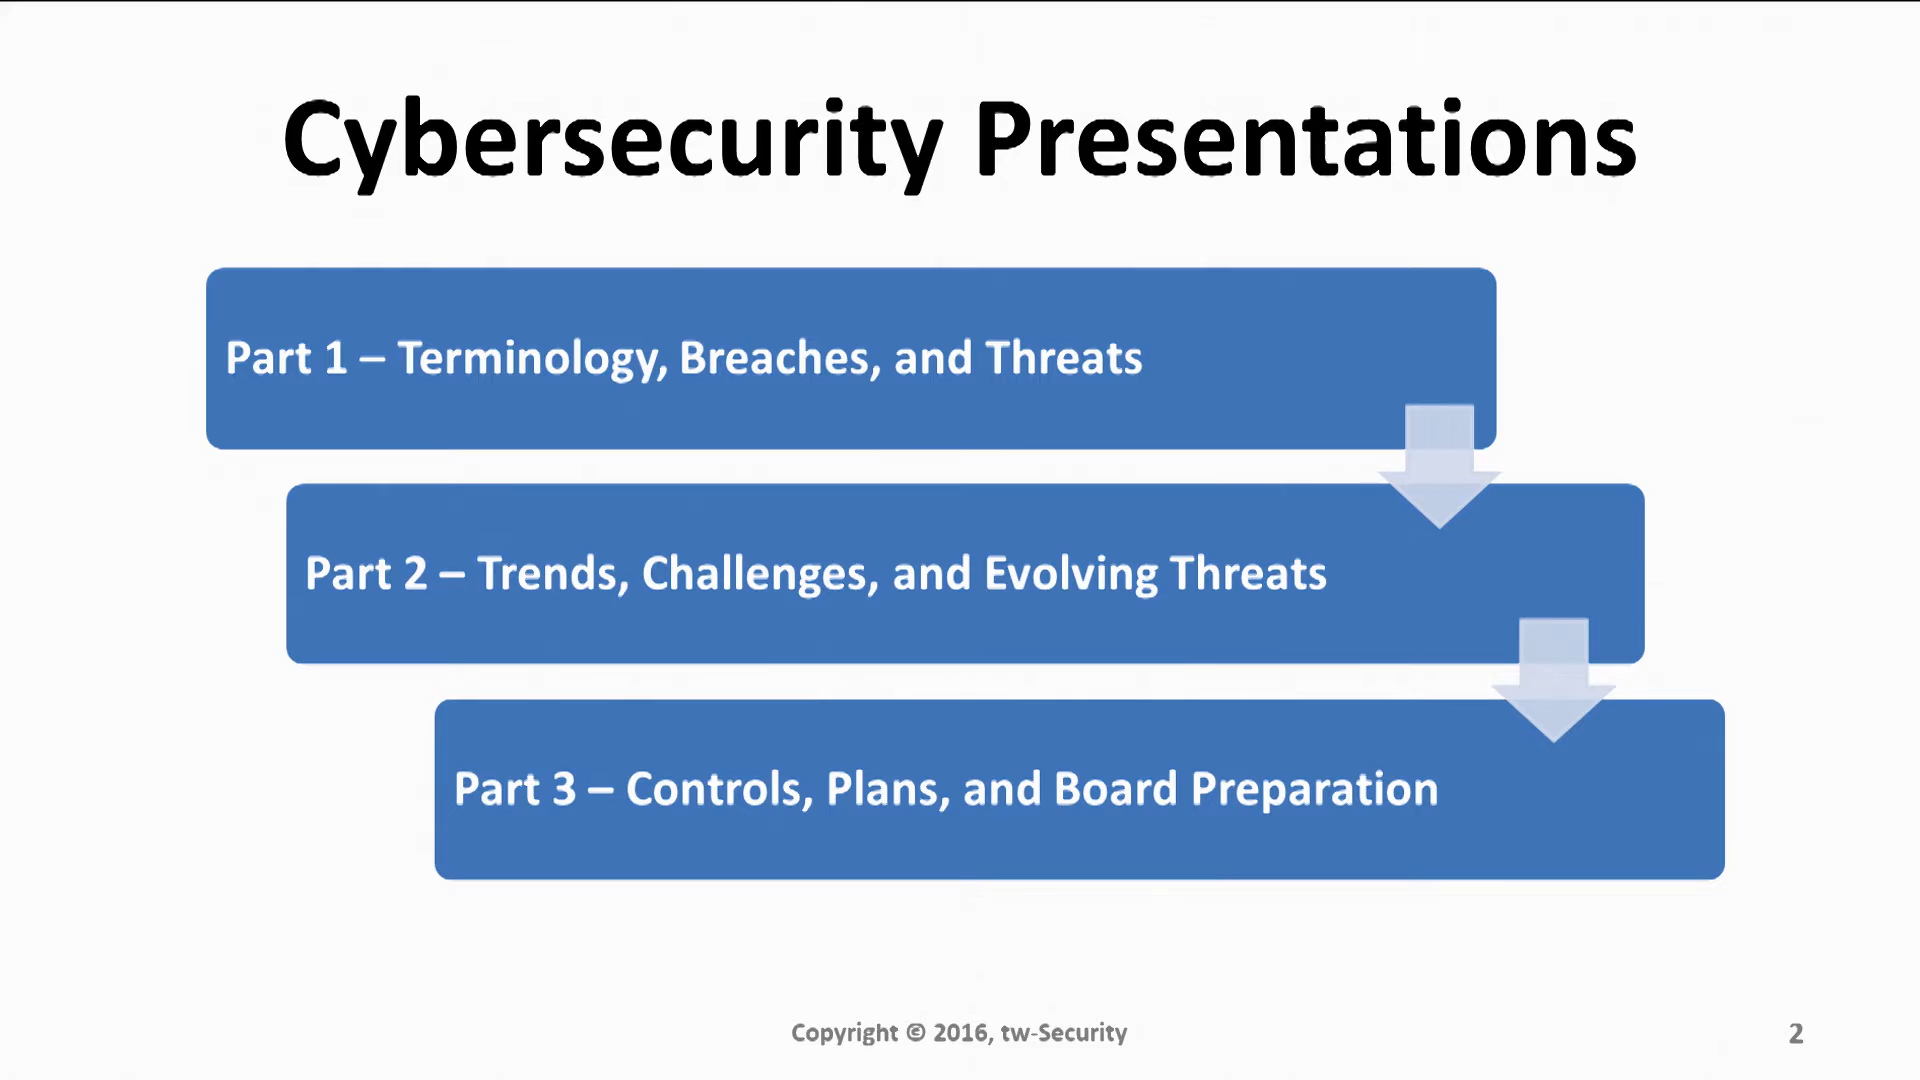 Cybersecurity Presentations
Part 1 – Terminology, Breaches, and Threats
Part 2 – Trends, Challenges, and Evolving Threats
Part 3 – Controls, Plans, and Board Preparation
Copyright © 2016, tw-Security
2